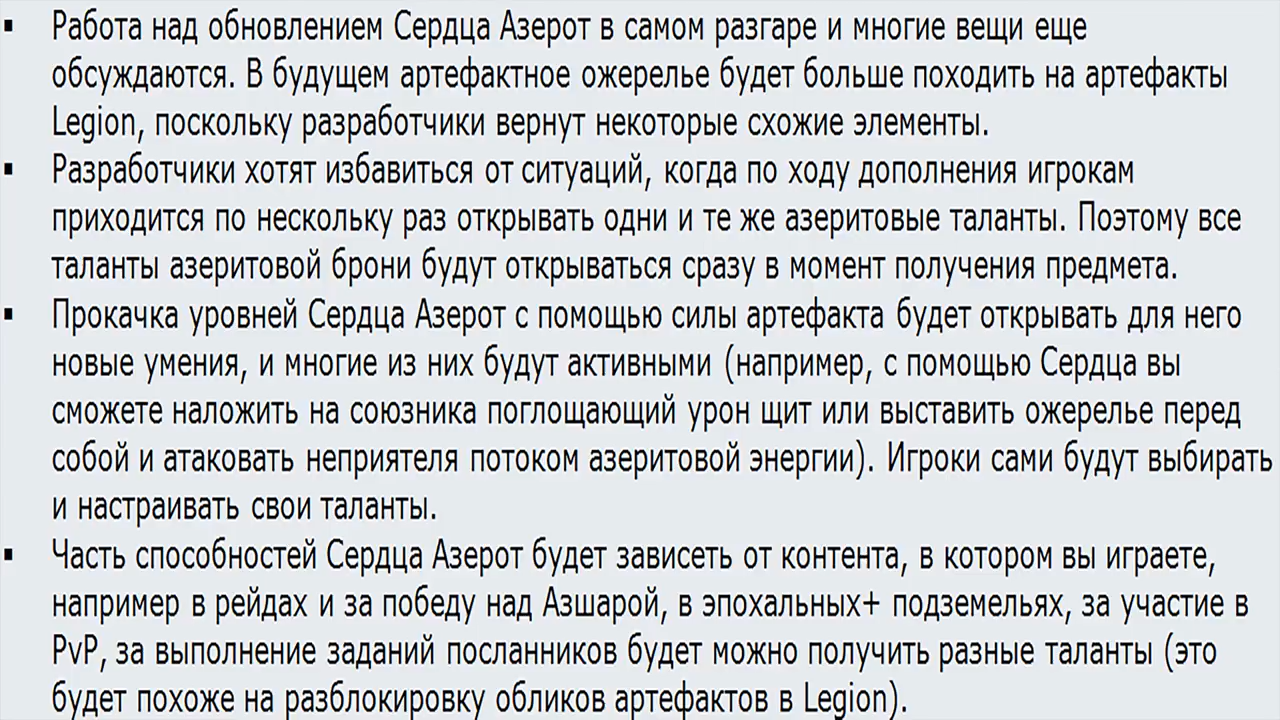 ▪ Работа над обновлением Сердца Азерот в самом разгаре и многие вещи еще
обсуждаются. В будущем артефактное ожерелье будет больше походить на артефакты
Legion, поскольку разработчики вернут некоторые схожие элементы.
▪ Разработчики хотят избавиться от ситуаций, когда по ходу дополнения игрокам
приходится по нескольку раз открывать одни и те же азеритовые таланты. Поэтому все
таланты азеритовой брони будут открываться сразу в момент получения предмета.
▪ Прокачка уровней Сердца Азерот с помощью силы артефакта будет открывать для него
новые умения, и многие из них будут активными (например, с помощью Сердца вы
сможете наложить на союзника поглощающий урон щит или выставить ожерелье перед
собой и атаковать неприятеля потоком азеритовой энергии). Игроки сами будут выбирать
и настраивать свои таланты.
▪ Часть способностей Сердца Азерот будет зависеть от контента, в котором вы играете,
например в рейдах и за победу над Азшарой, в эпохальных+ подземельях, за участие в
PvP, за выполнение заданий посланников будет можно получить разные таланты (это
будет похоже на разблокировку обликов артефактов в Legion).